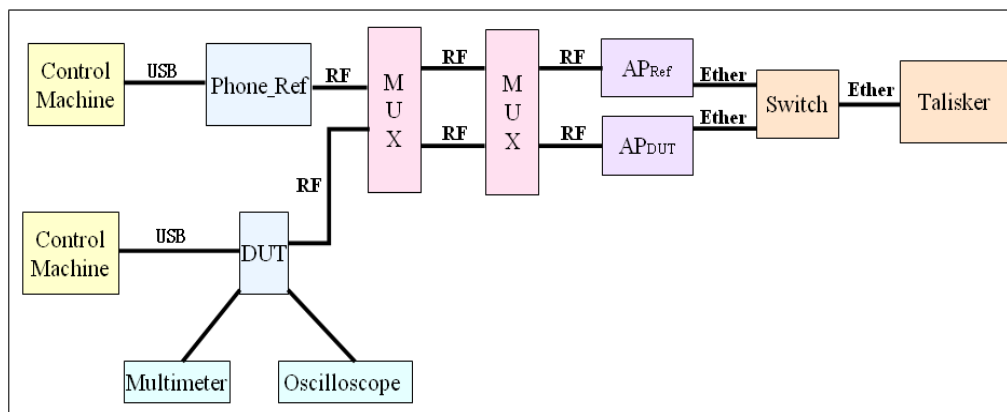 Control
Machine
USB
Phone_Ref
RF
M
U
X
RF
RF
M
U
X
RF
RF
APRef
APDUT
Ether
Ether
Switch
Ether
Talisker
RF
Control
Machine
USB
DUT
Multimeter
Oscilloscope